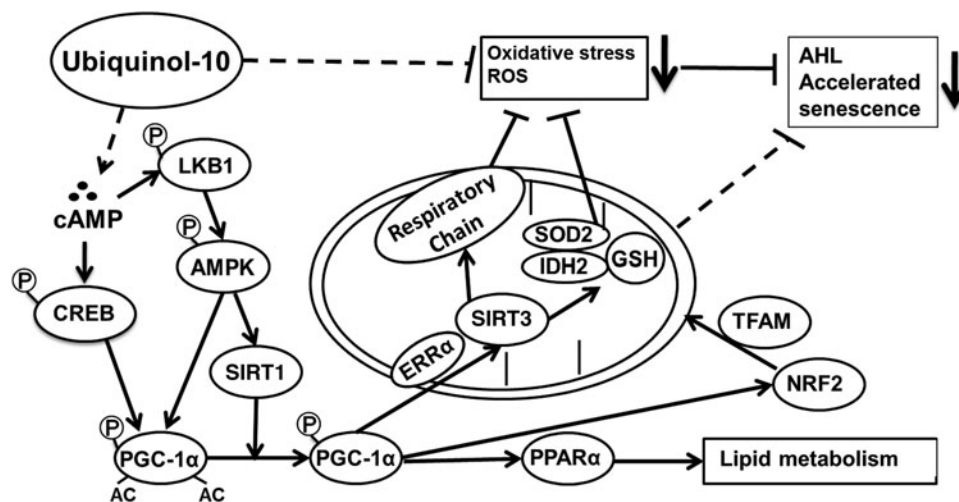 Ubiquinol-10
Oxidative stress
ROS
AHL
Accelerated
senescence
P
LKB1
cAMP
P
AMPK
P
CREB
SIRT1
Respiratory
Chain
SOD2
IDH2
GSH
SIRT3
ERRα
TFAM
NRF2
P
PGC-1α
AC
AC
P
PGC-1α
PPARα
Lipid metabolism